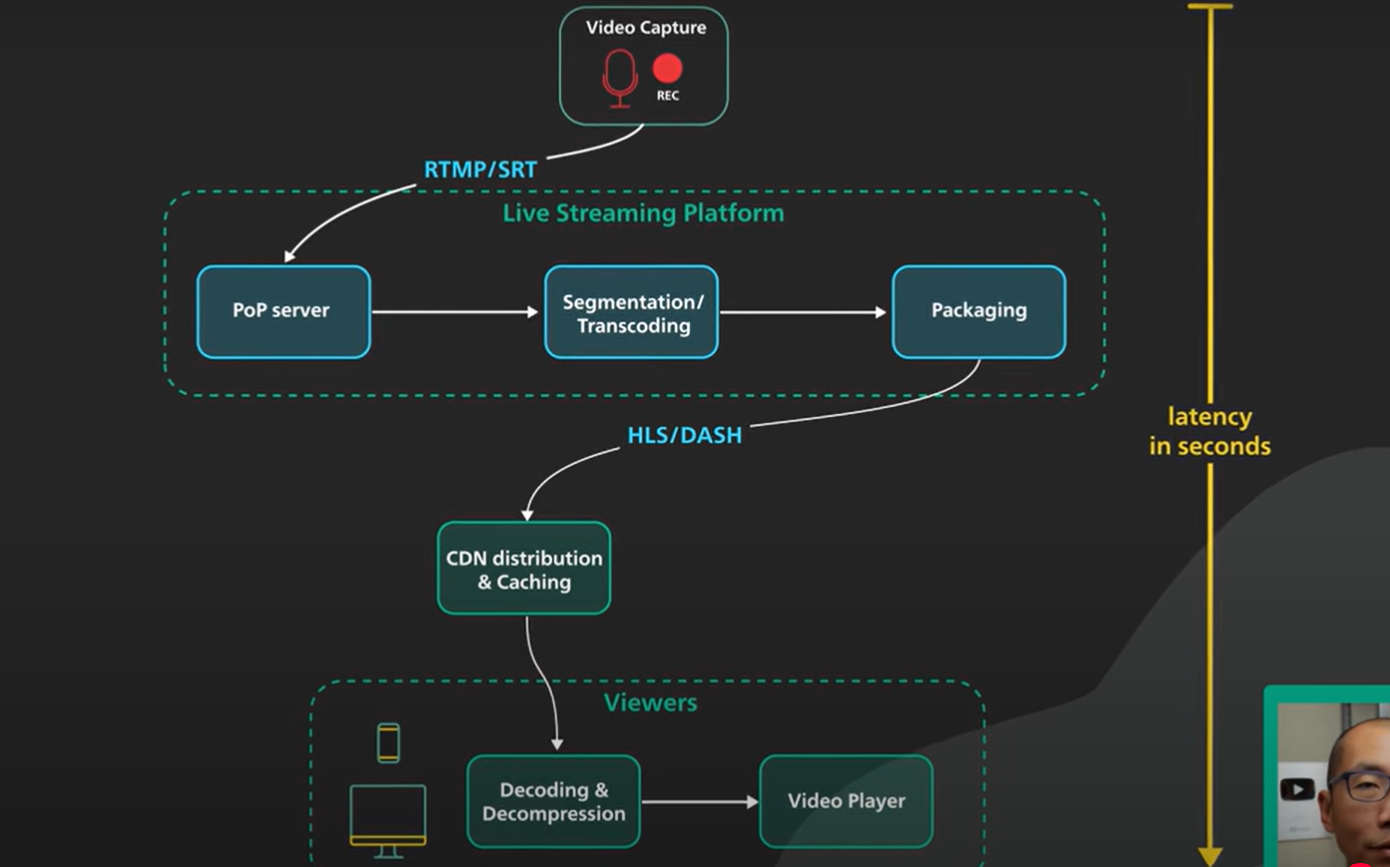 Video Capture
REC
RTMP/SRT
Live Streaming Platform
PoP server
Segmentation/
Transcoding
Packaging
HLS/DASH
latency
in seconds
CDN distribution
& Caching
Viewers
Decoding &
Decompression
Video Player